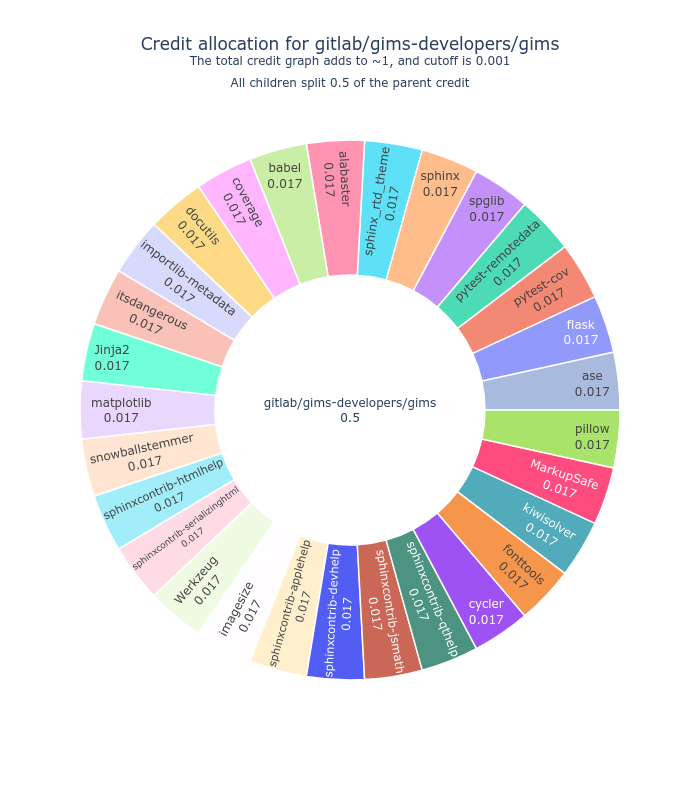 Credit allocation for gitlab/gims-developers/gims
The total credit graph adds to ~1, and cutoff is 0.001
All children split 0.5 of the parent credit
gitlab/gims-developers/gims
0.5
ase
0.017
flask
0.017
pytest-cov
0.017
pytest-remotedata
0.017
spglib
0.017
sphinx
0.017
sphinx_rtd_theme
0.017
alabaster
0.017
babel
0.017
coverage
0.017
docutils
0.017
importlib-metadata
0.017
itsdangerous
0.017
Jinja2
0.017
matplotlib
0.017
snowballstemmer
0.017
sphinxcontrib-htmlhelp
0.017
sphinxcontrib-serializinghtml
0.017
Werkzeug
0.017
imagesize
0.017
sphinxcontrib-applehelp
0.017
sphinxcontrib-devhelp
0.017
sphinxcontrib-jsmath
0.017
sphinxcontrib-qthelp
0.017
cycler
0.017
fonttools
0.017
kiwisolver
0.017
MarkupSafe
0.017
pillow
0.017